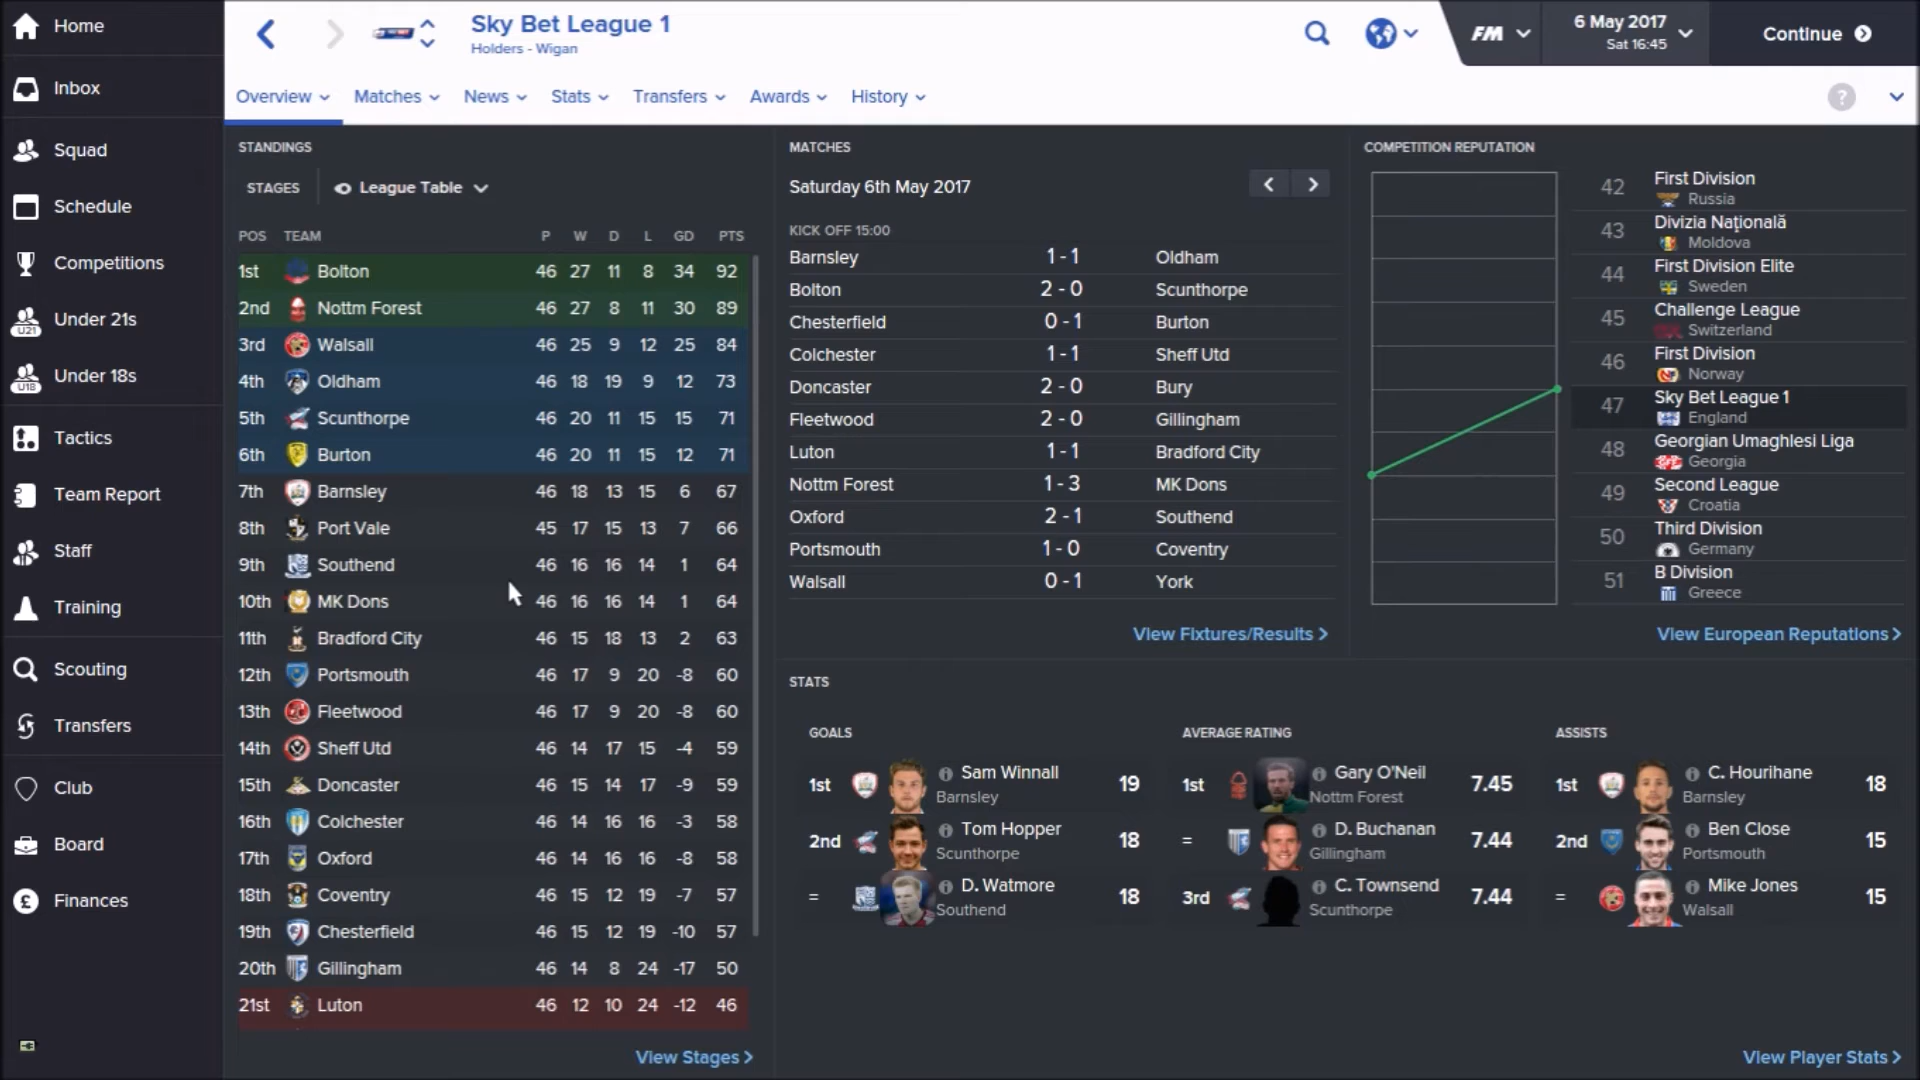 Home
Inbox
Squad
Schedule
Competitions
U21
Under 21s
U18
Under 18s
Tactics
Team Report
Staff
Training
Scouting
Transfers
Club
Board
Finances
Sky Bet League 1
Holders - Wigan
FM
6 May 2017
Sat 16:45
Continue
Overview Matches News Stats Transfers Awards History
?
STANDINGS
STAGES League Table
POS TEAM P W D L GD PTS
1st Bolton 46 27 11 8 34 92
2nd Nottm Forest 46 27 8 11 30 89
3rd Walsall 46 25 9 12 25 84
4th Oldham 46 18 19 9 12 73
5th Scunthorpe 46 20 11 15 15 71
6th Burton 46 20 11 15 12 71
7th Barnsley 46 18 13 15 6 67
8th Port Vale 45 17 15 13 7 66
9th Southend 46 16 16 14 1 64
10th MK Dons 46 16 16 14 1 64
11th Bradford City 46 15 18 13 2 63
12th Portsmouth 46 17 9 20 -8 60
13th Fleetwood 46 17 9 20 -8 60
14th Sheff Utd 46 14 17 15 -4 59
15th Doncaster 46 15 14 17 -9 59
16th Colchester 46 14 16 16 -3 58
17th Oxford 46 14 16 16 -8 58
18th Coventry 46 15 12 19 -7 57
19th Chesterfield 46 15 12 19 -10 57
20th Gillingham 46 14 8 24 -17 50
21st Luton 46 12 10 24 -12 46
View Stages
MATCHES
Saturday 6th May 2017
KICK OFF 15:00
Barnsley 1 - 1 Oldham
Bolton 2 - 0 Scunthorpe
Chesterfield 0 - 1 Burton
Colchester 1 - 1 Sheff Utd
Doncaster 2 - 0 Bury
Fleetwood 2 - 0 Gillingham
Luton 1 - 1 Bradford City
Nottm Forest 1 - 3 MK Dons
Oxford 2 - 1 Southend
Portsmouth 1 - 0 Coventry
Walsall 0 - 1 York
View Fixtures/Results
COMPETITION REPUTATION
42 First Division
Russia
43 Divizia Naţională
Moldova
44 First Division Elite
Sweden
45 Challenge League
Switzerland
46 First Division
Norway
47 Sky Bet League 1
England
48 Georgian Umaghlesi Liga
Georgia
49 Second League
Croatia
50 Third Division
Germany
51 B Division
Greece
View European Reputations
STATS
GOALS
1st Sam Winnall 19
Barnsley
2nd Tom Hopper 18
Scunthorpe
= D. Watmore 18
Southend
AVERAGE RATING
1st Gary O'Neil 7.45
Nottm Forest
= D. Buchanan 7.44
Gillingham
3rd C. Townsend 7.44
Scunthorpe
ASSISTS
1st C. Hourihane 18
Barnsley
2nd Ben Close 15
Portsmouth
= Mike Jones 15
Walsall
View Player Stats